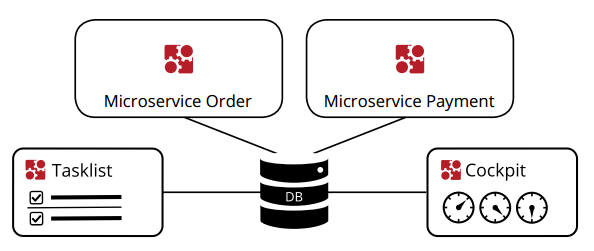 Microservice Order
Microservice Payment
Tasklist
DB
Cockpit